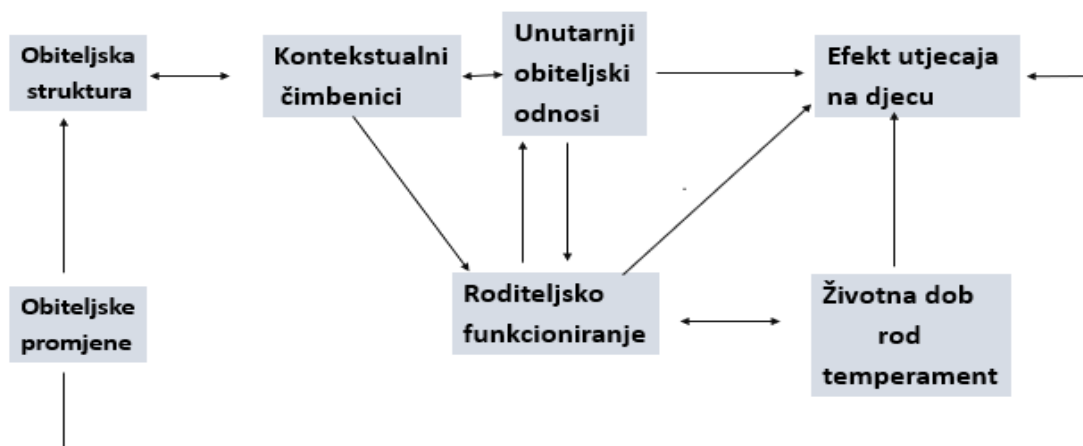 Obiteljska
struktura
Kontekstualni
čimbenici
Unutarnji
obiteljski
odnosi
Efekt utjecaja
na djecu
Obiteljske
promjene
Roditeljsko
funkcioniranje
Životna dob
rod
temperament